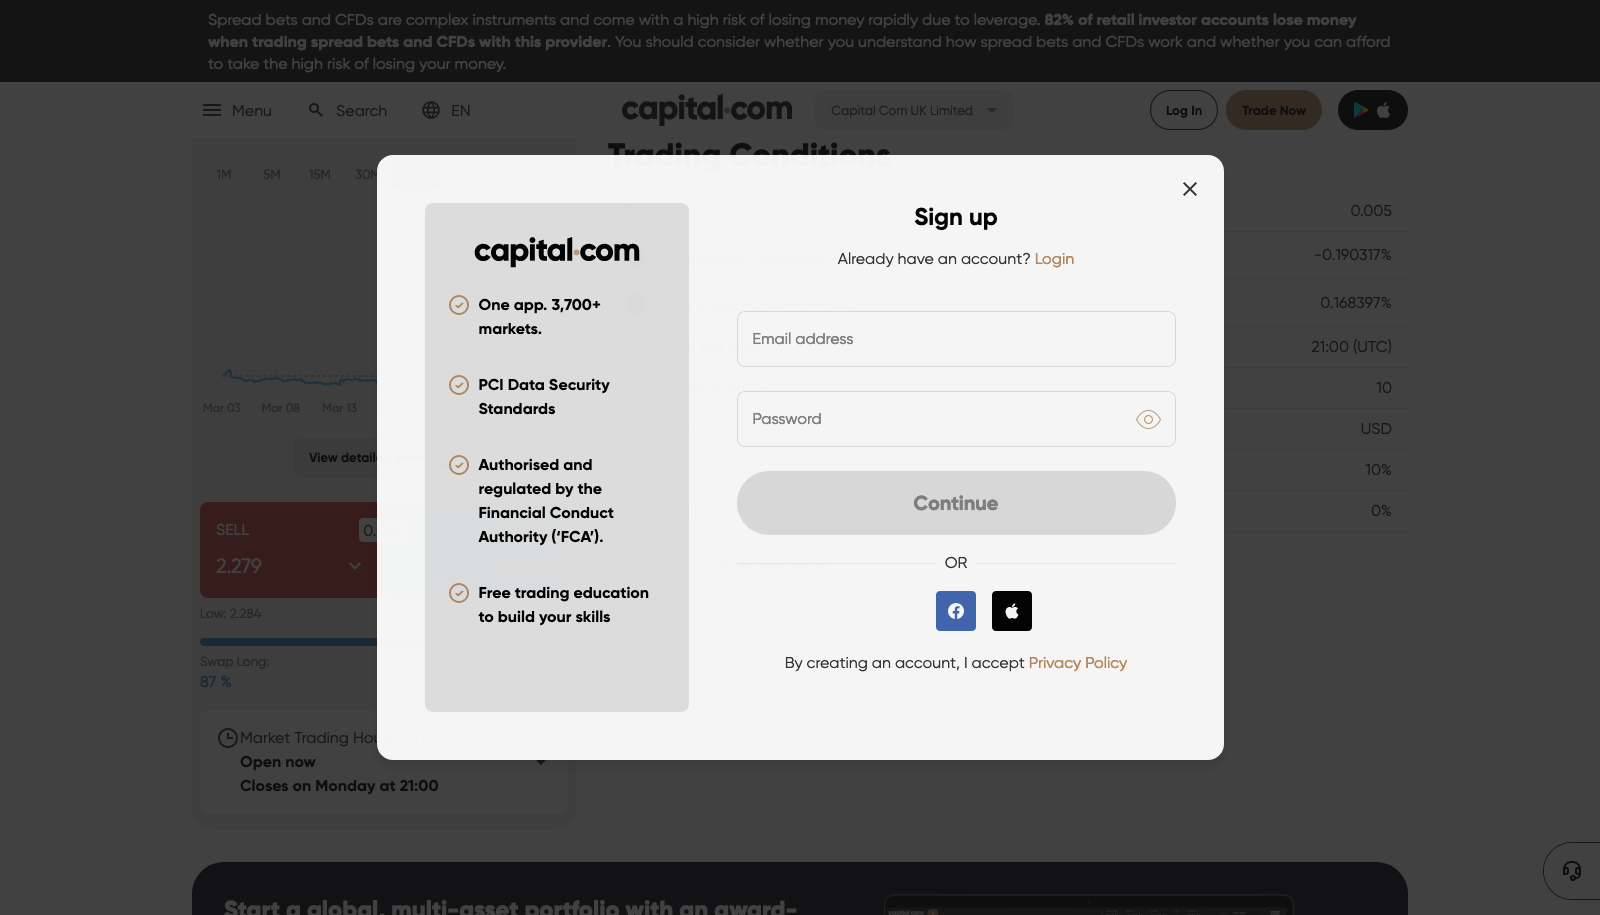 Spread bets and CFDs are complex instruments and come with a high risk of losing money rapidly due to leverage. 82% of retail investor accounts lose money
when trading spread bets and CFDs with this provider. You should consider whether you understand how spread bets and CFDs work and whether you can afford
to take the high risk of losing your money.
Menu Search EN capital.com Capital Com UK Limited Log In Trade Now
Trading Conditions
1M 5M 15M 30M
0.005
-0.190317%
0.168397%
21:00 (UTC)
10
USD
10%
0%
Mar 03 Mar 08 Mar 13
View detailed
SELL
2.279
Low: 2.284
Swap Long:
87 %
Market Trading
Open now
Closes on Monday at 21:00
capital.com
One app. 3,700+
markets.
PCI Data Security
Standards
Authorised and
regulated by the
Financial Conduct
Authority (‘FCA’).
Free trading education
to build your skills
Sign up
Already have an account? Login
Email address
Password
Continue
OR
By creating an account, I accept Privacy Policy
Start a global, multi-asset portfolio with an award-